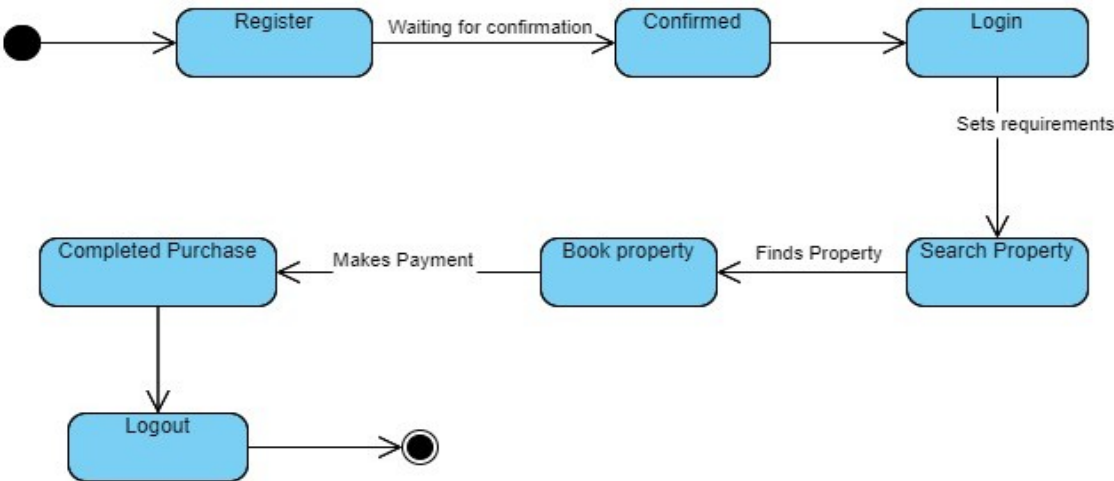 Register
Waiting for confirmation
Confirmed
Login
Sets requirements
Search Property
Finds Property
Book property
Makes Payment
Completed Purchase
Logout